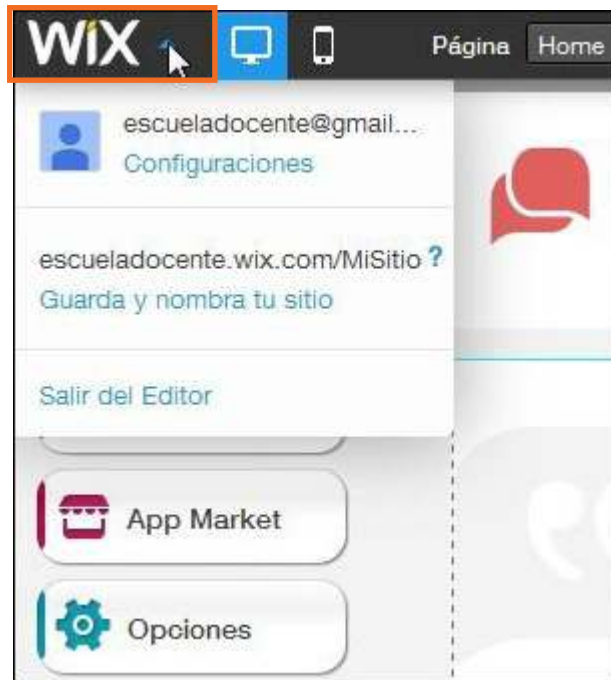 WiX
Página Home
escueladocente@gmail...
Configuraciones
escueladocente.wix.com/MiSitio ?
Guarda y nombra tu sitio
Salir del Editor
App Market
Opciones